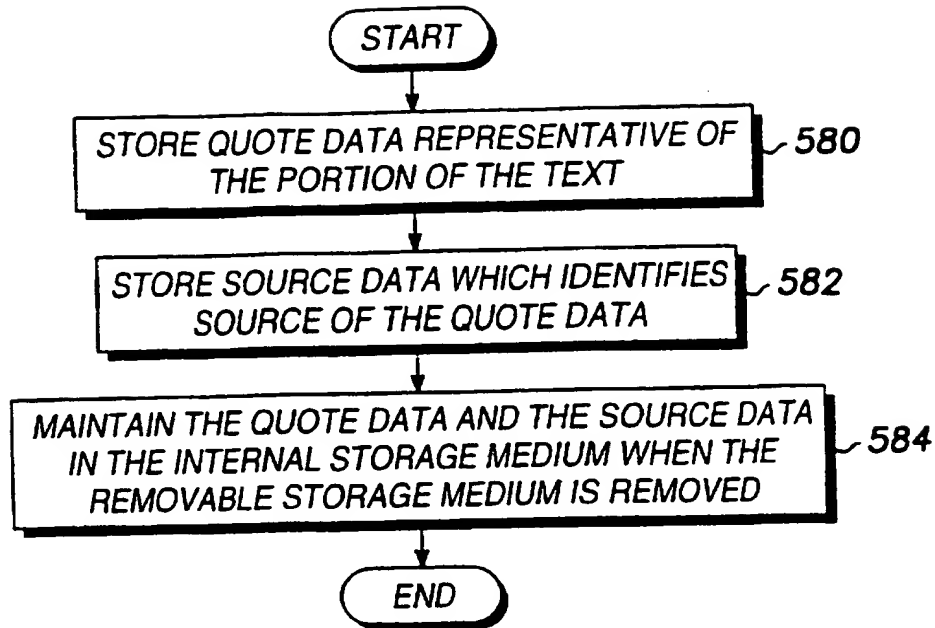 START
STORE QUOTE DATA REPRESENTATIVE OF
THE PORTION OF THE TEXT
580
STORE SOURCE DATA WHICH IDENTIFIES
SOURCE OF THE QUOTE DATA
582
MAINTAIN THE QUOTE DATA AND THE SOURCE DATA
IN THE INTERNAL STORAGE MEDIUM WHEN THE
REMOVABLE STORAGE MEDIUM IS REMOVED
584
END